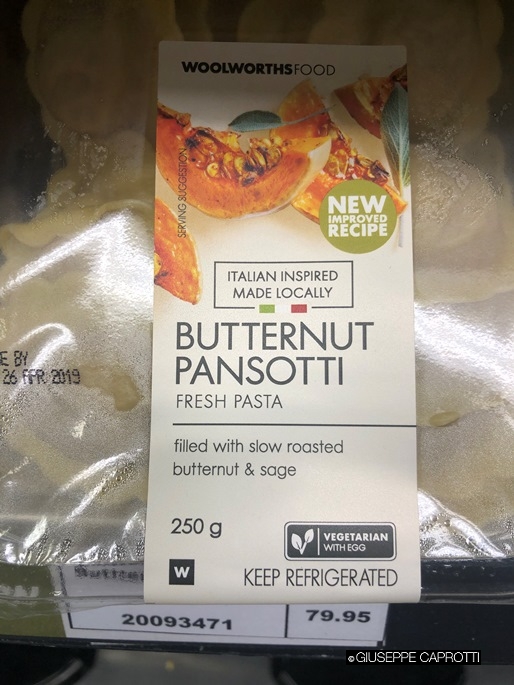 WOOLWORTHSFOOD
SERVING SUGGESTION
NEW
IMPROVED
RECIPE
ITALIAN INSPIRED
MADE LOCALLY
BUTTERNUT
PANSOTTI
FRESH PASTA
E BY
26 APR 2019
filled with slow roasted
butternut & sage
250 g
VEGETARIAN
WITH EGG
W
KEEP REFRIGERATED
20093471
79.95
©GIUSEPPE CAPROTTI